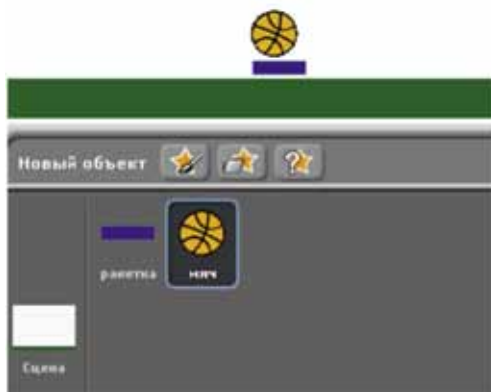 Новый объект
ракетка мяч
Сцена